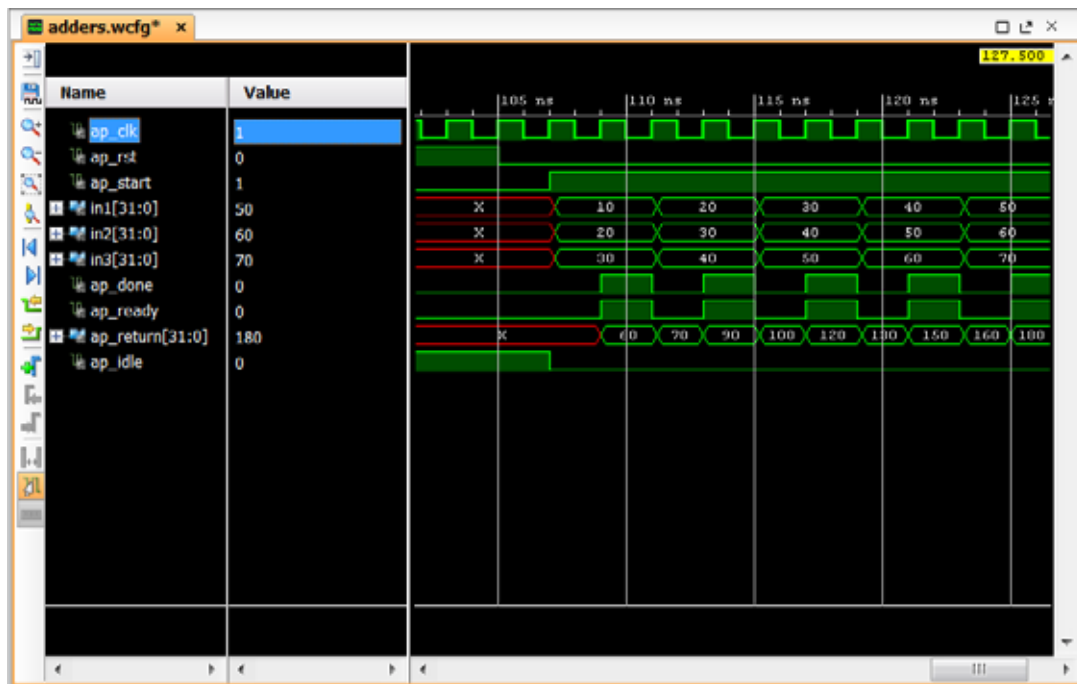 adders.wcfg* ×
127.500
Name Value
105 ns 110 ns 115 ns 120 ns 125
ap_clk 1
ap_rst 0
ap_start 1
in1[31:0] 50 X 10 20 30 40 50
in2[31:0] 60 X 20 30 40 50 60
in3[31:0] 70 X 30 40 50 60 70
ap_done 0
ap_ready 0
ap_return[31:0] 180 X 60 70 90 100 120 130 150 160 180
ap_idle 0